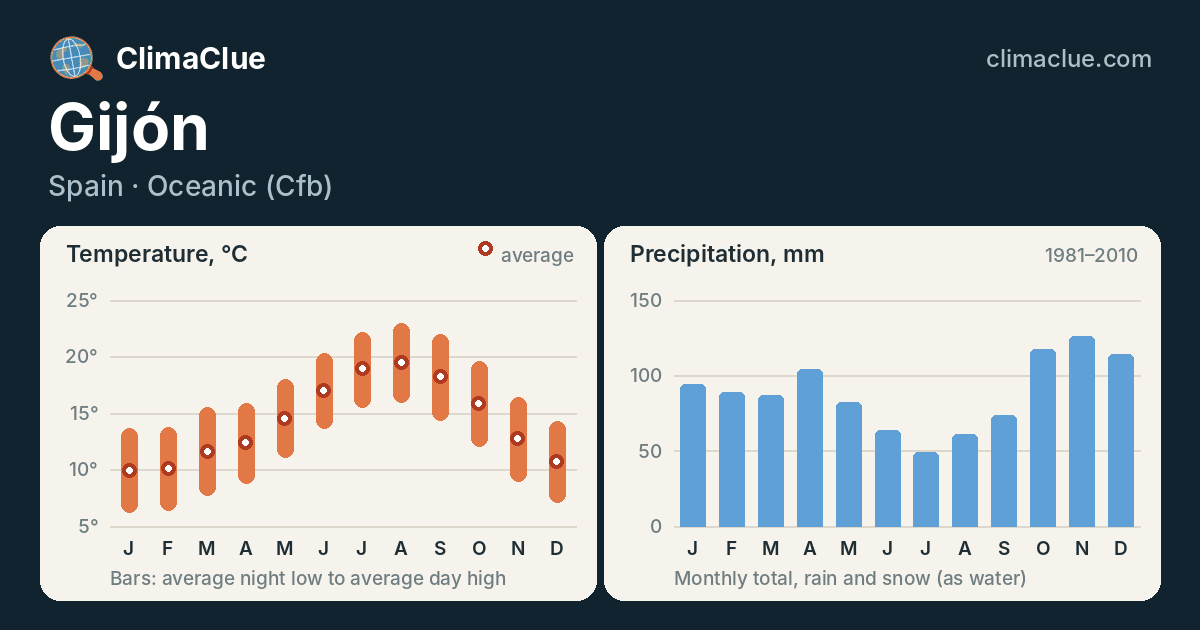 ClimaClue
climaclue.com
Gijón
Spain · Oceanic (Cfb)
Temperature, °C
average
25°
20°
15°
10°
5°
J F M A M J J A S O N D
Bars: average night low to average day high
Precipitation, mm
1981–2010
150
100
50
0
J F M A M J J A S O N D
Monthly total, rain and snow (as water)